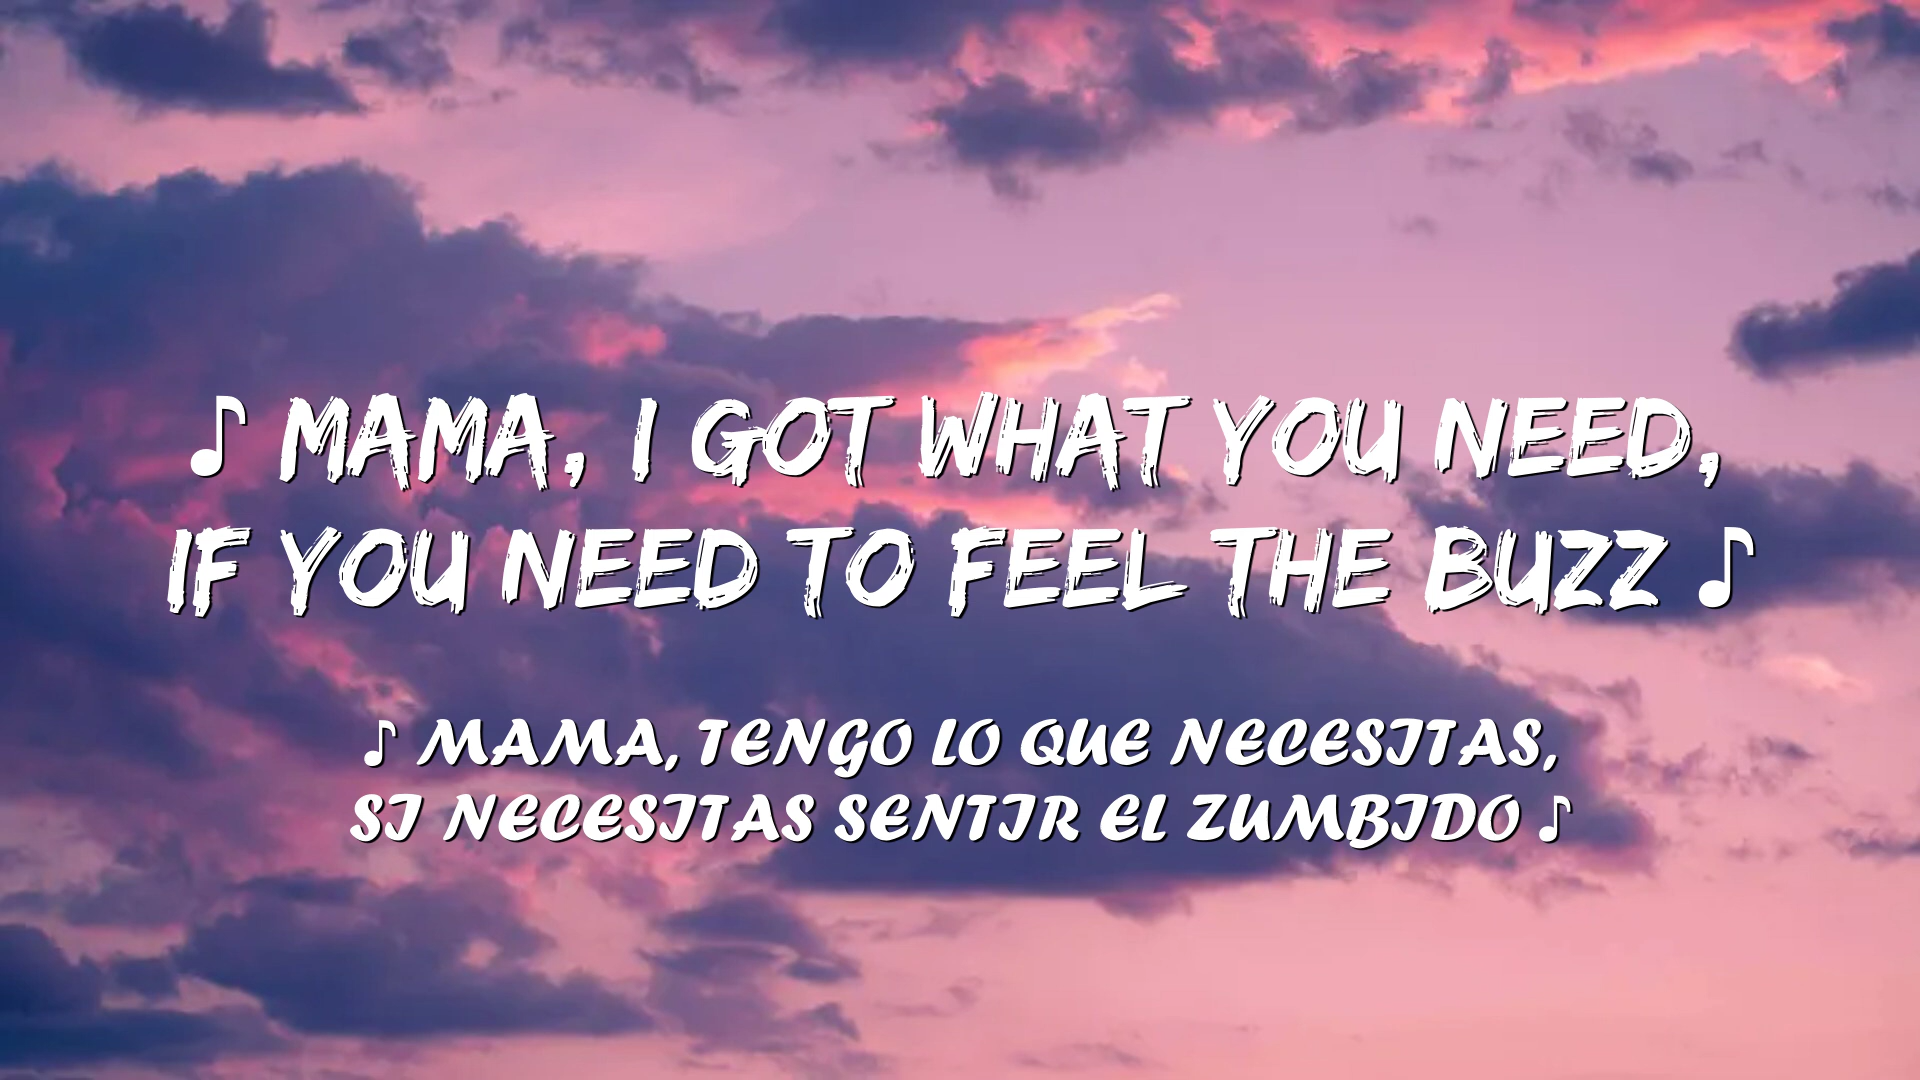 ♪ MAMA, I GOT WHAT YOU NEED,
IF YOU NEED TO FEEL THE BUZZ ♪
♪ MAMA, TENGO LO QUE NECESITAS,
SI NECESITAS SENTIR EL ZUMBIDO ♪